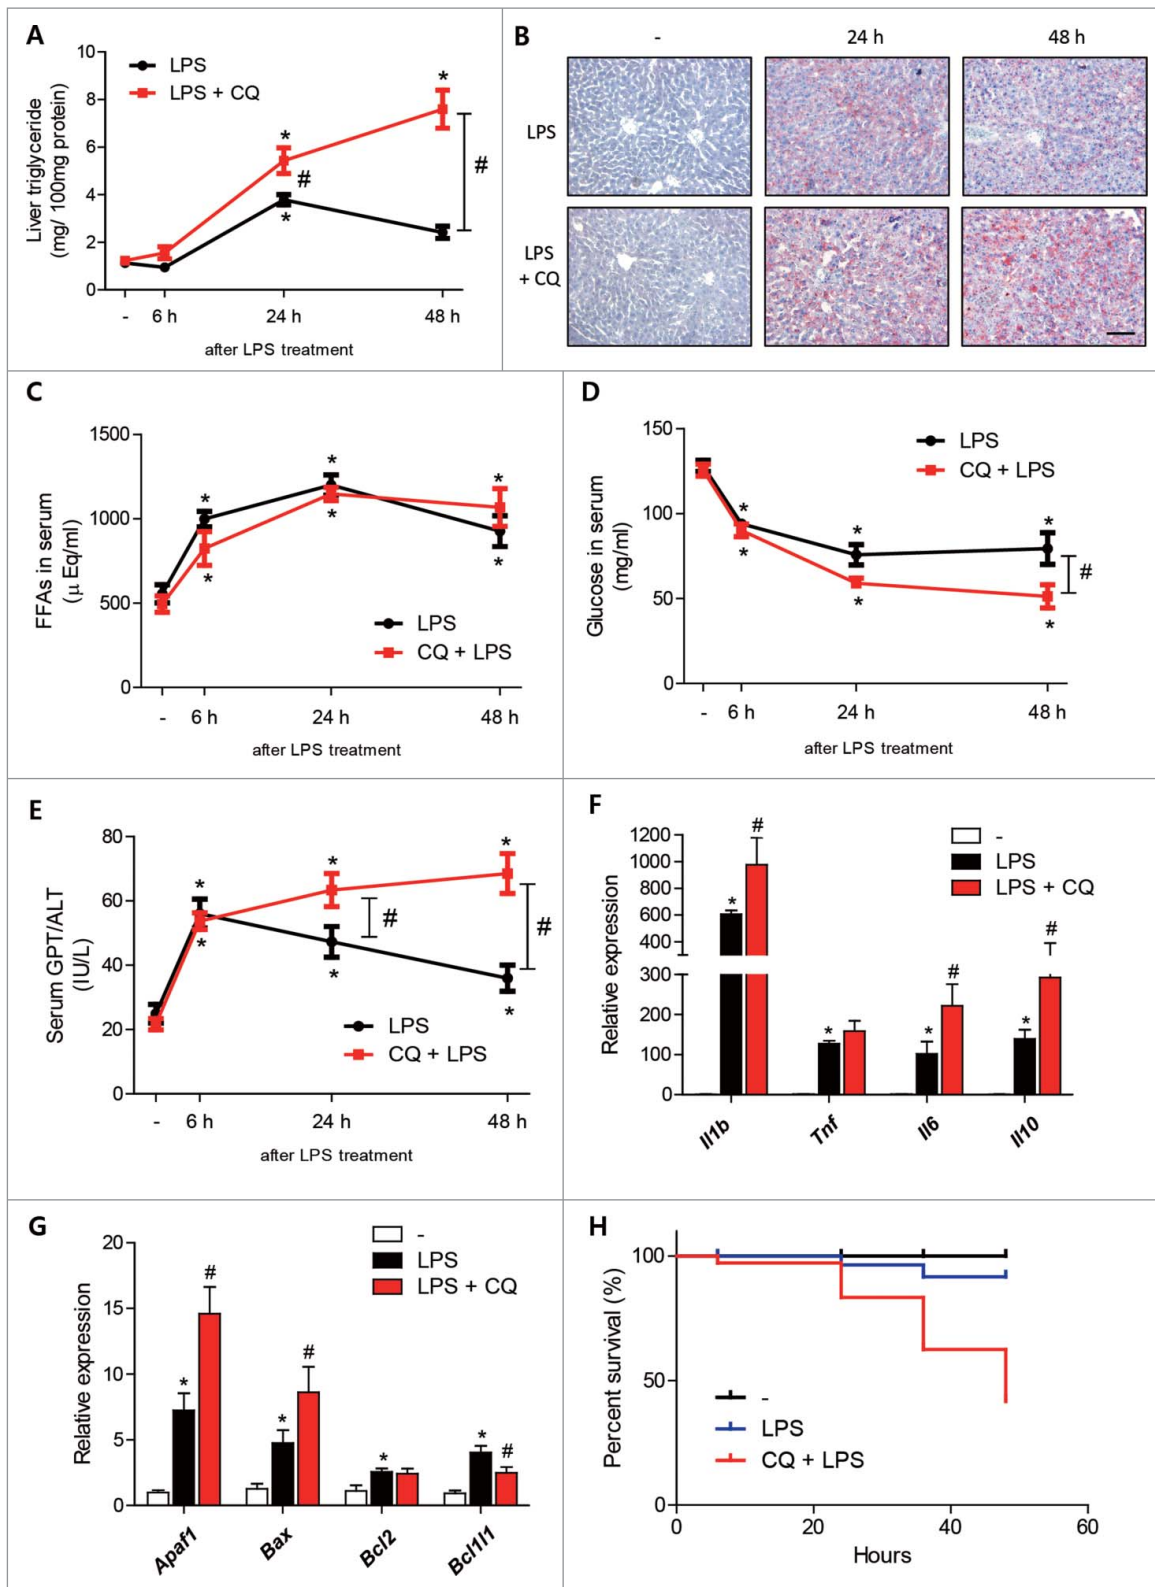 A
Liver triglyceride
(mg/ 100mg protein)
10
8
6
4
2
0
LPS
LPS + CQ
*
*
#
*
#
- 6 h 24 h 48 h
after LPS treatment
B
- 24 h 48 h
LPS
LPS
+ CQ
C
FFAs in serum
(μ Eq/ml)
1500
1000
500
0
*
*
*
*
*
*
LPS
CQ + LPS
- 6 h 24 h 48 h
after LPS treatment
D
Glucose in serum
(mg/ml)
150
100
50
0
LPS
CQ + LPS
*
*
*
*
*
*
#
- 6 h 24 h 48 h
after LPS treatment
E
Serum GPT/ALT
(IU/L)
80
60
40
20
0
*
*
*
*
*
*
#
#
LPS
CQ + LPS
- 6 h 24 h 48 h
after LPS treatment
F
Relative expression
1200
1000
800
600
400
300
200
100
0
-
LPS
LPS + CQ
* #
*
* #
* #
Il1b Tnf Il6 Il10
G
Relative expression
20
15
10
5
0
-
LPS
LPS + CQ
* #
* #
*
* #
Apaf1 Bax Bcl2 Bcl1l1
H
Percent survival (%)
100
50
0
-
LPS
CQ + LPS
0 20 40 60
Hours